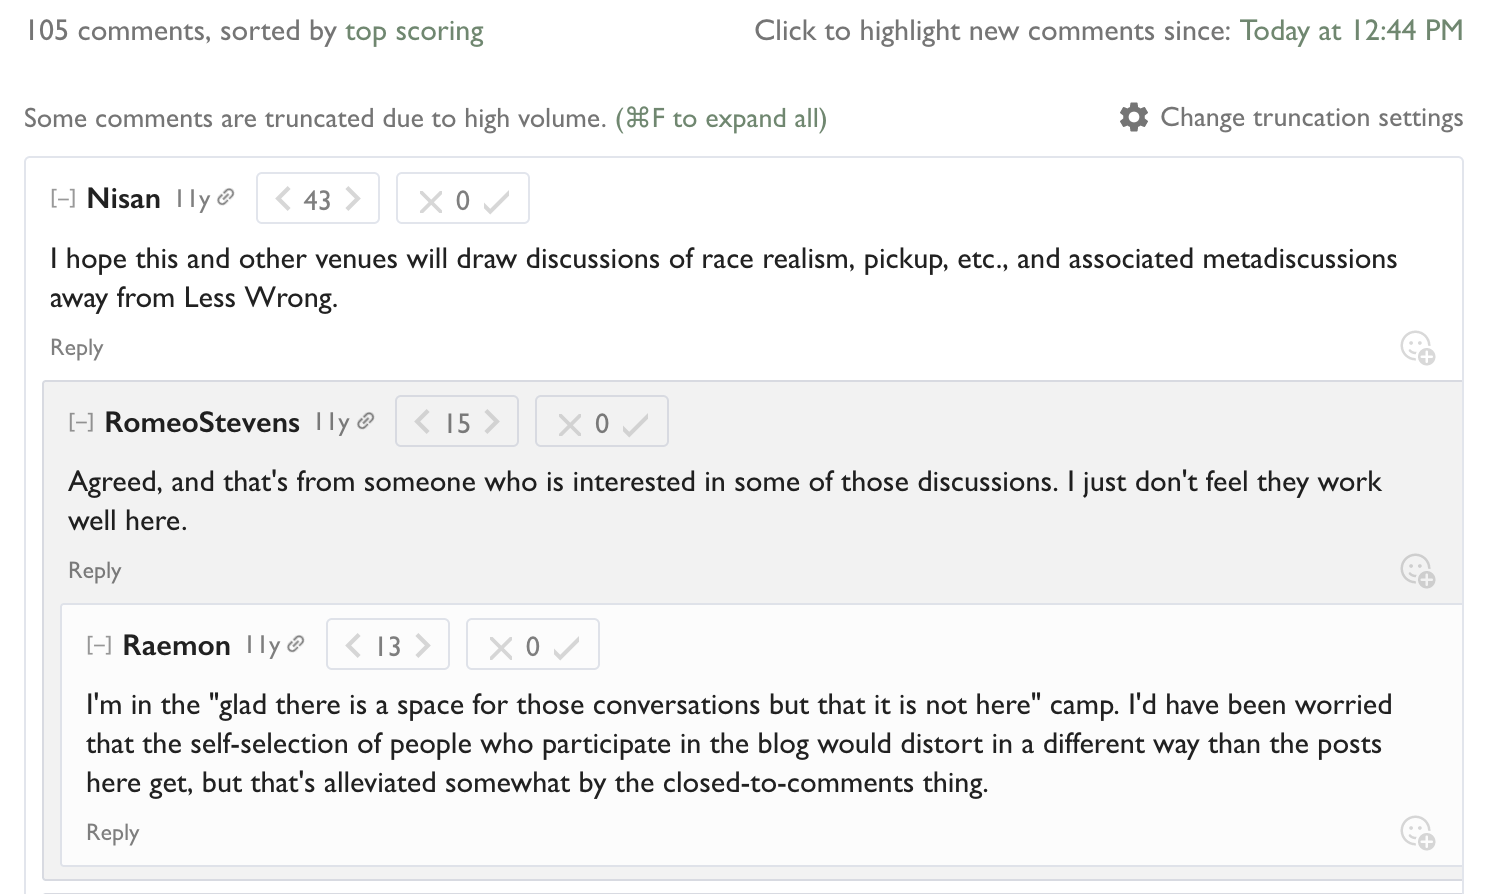 105 comments, sorted by top scoring Click to highlight new comments since: Today at 12:44 PM
Some comments are truncated due to high volume. (⌘F to expand all) Change truncation settings
[–] Nisan 11y 43 0
I hope this and other venues will draw discussions of race realism, pickup, etc., and associated metadiscussions
away from Less Wrong.
Reply
[–] RomeoStevens 11y 15 0
Agreed, and that's from someone who is interested in some of those discussions. I just don't feel they work
well here.
Reply
[–] Raemon 11y 13 0
I'm in the "glad there is a space for those conversations but that it is not here" camp. I'd have been worried
that the self-selection of people who participate in the blog would distort in a different way than the posts
here get, but that's alleviated somewhat by the closed-to-comments thing.
Reply